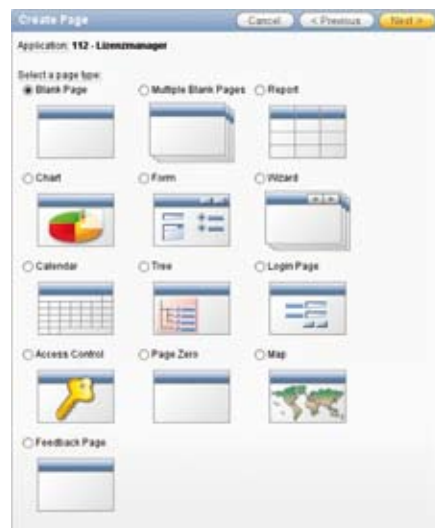 Create Page Cancel < Previous Next >
Application: 112 - Lizenzmanager
Select a page type:
Blank Page Multiple Blank Pages Report
Chart Form Wizard
Calendar Tree Login Page
Access Control Page Zero Map
Feedback Page